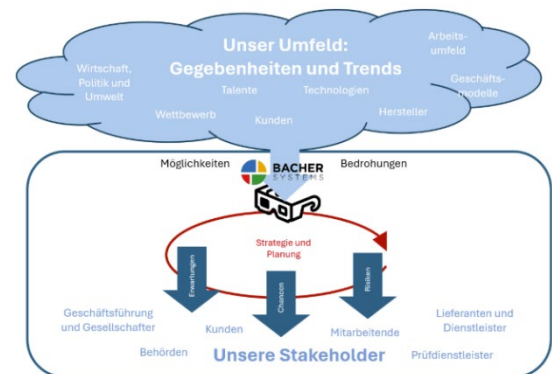 Unser Umfeld:
Gegebenheiten und Trends
Arbeits-
umfeld
Wirtschaft,
Politik und
Umwelt
Talente
Technologien
Geschäfts-
modelle
Wettbewerb
Kunden
Hersteller
Möglichkeiten
BACHER
SYSTEMS
Bedrohungen
Strategie und
Planung
Erwartungen
Chancen
Risiken
Geschäftsführung
und Gesellschafter
Kunden
Mitarbeitende
Lieferanten und
Dienstleister
Behörden
Unsere Stakeholder
Prüfdienstleister